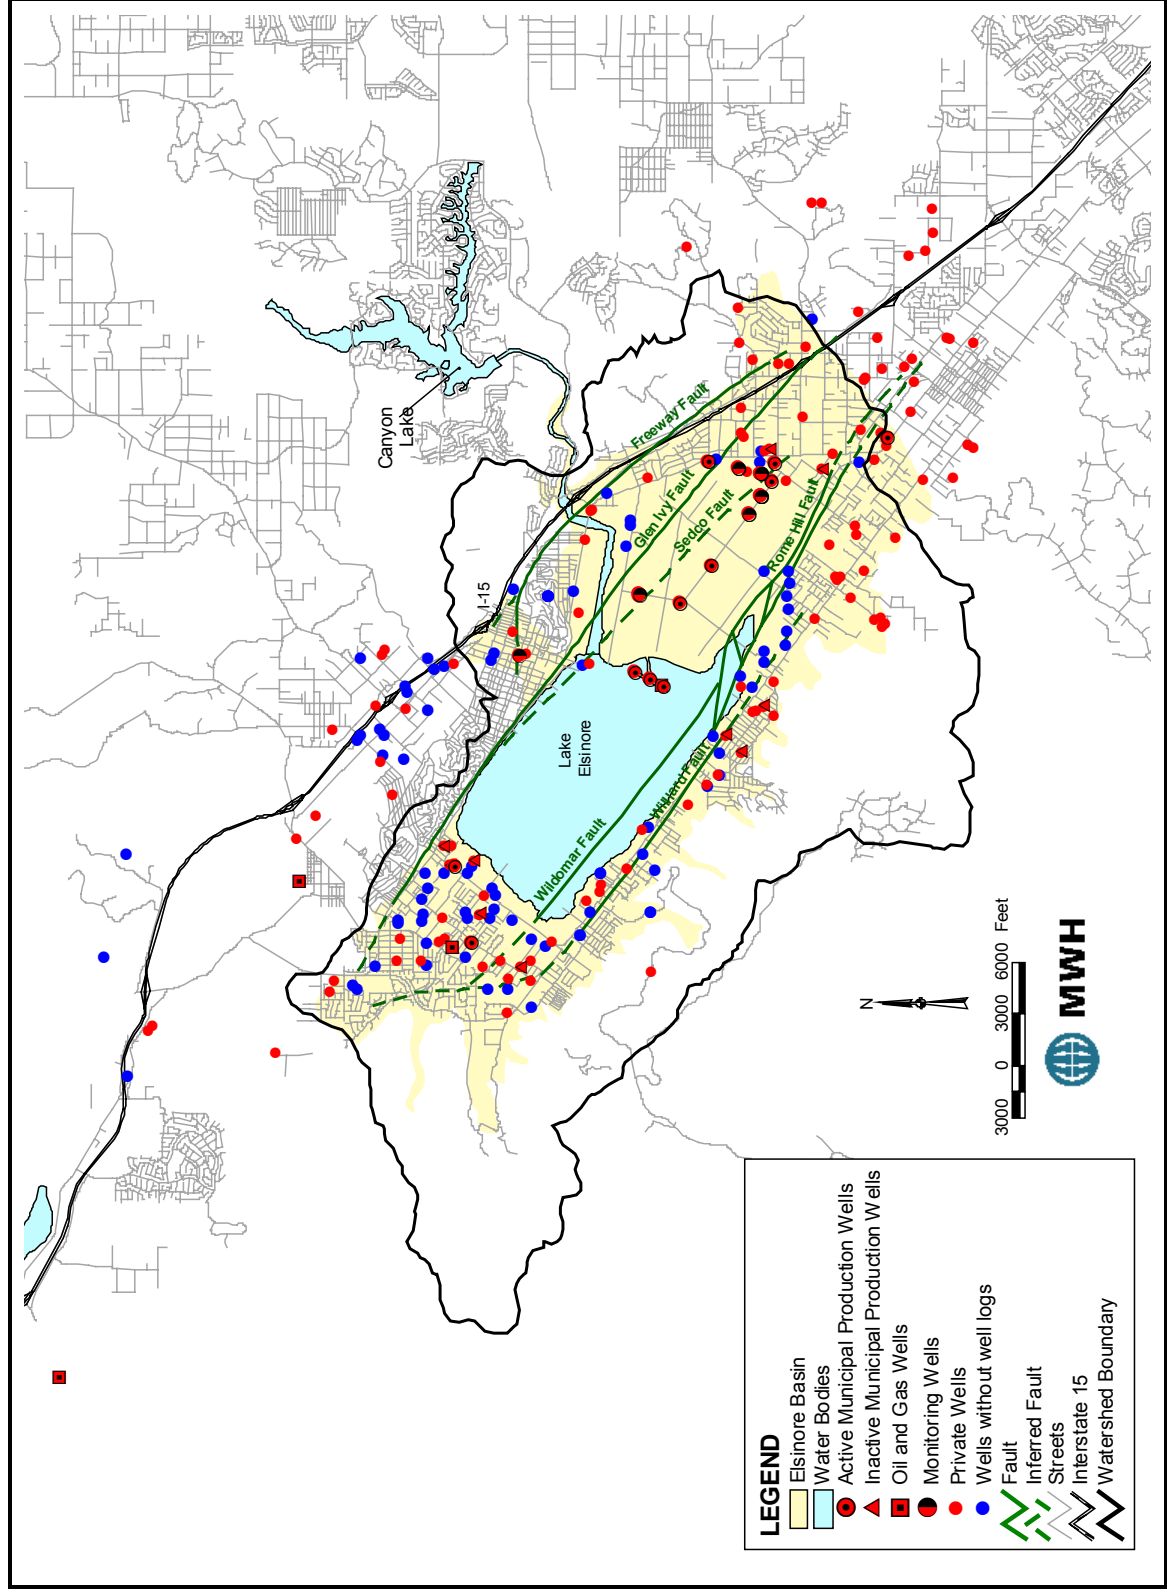 Canyon
Lake
I-15
Freeway Fault
Glen Ivy Fault
Sedco Fault
Rome Hill Fault
Lake
Elsinore
Wildomar Fault
Willard Fault
N
3000 0 3000 6000 Feet
MWH
LEGEND
Elsinore Basin
Water Bodies
Active Municipal Production Wells
Inactive Municipal Production Wells
Oil and Gas Wells
Monitoring Wells
Private Wells
Wells without well logs
Fault
Inferred Fault
Streets
Interstate 15
Watershed Boundary